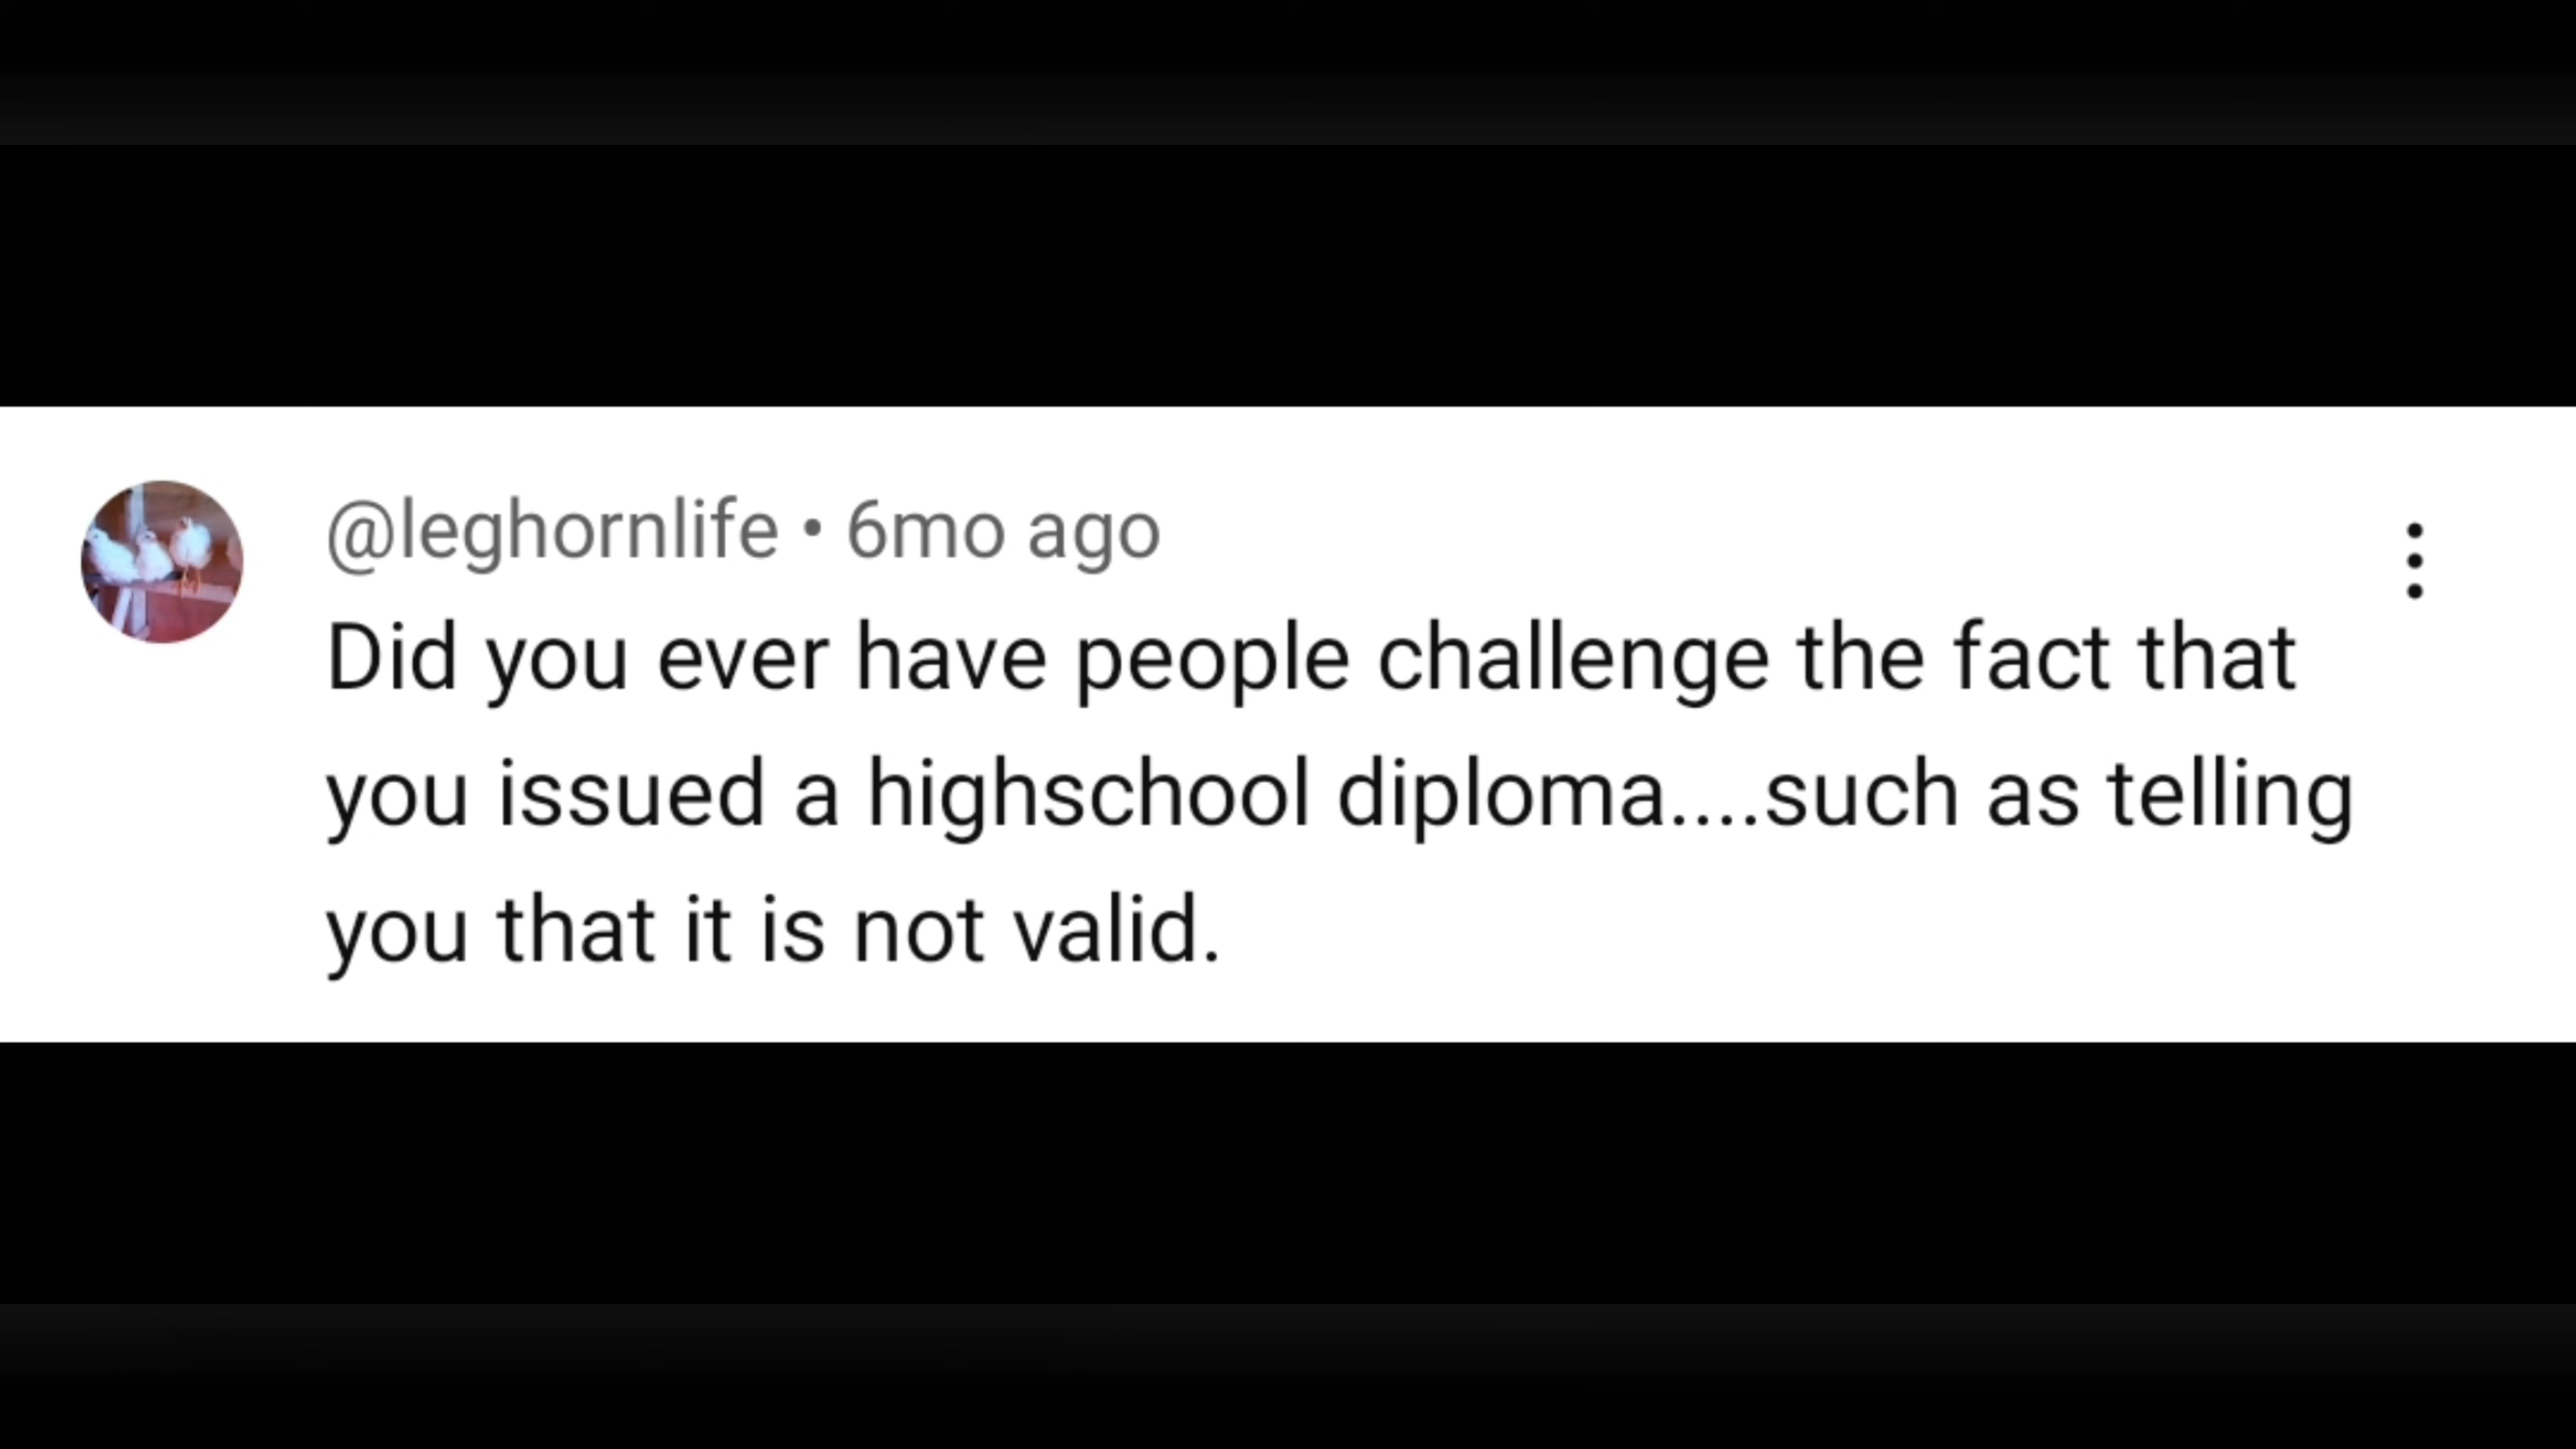 @leghornlife • 6mo ago
Did you ever have people challenge the fact that
you issued a highschool diploma....such as telling
you that it is not valid.